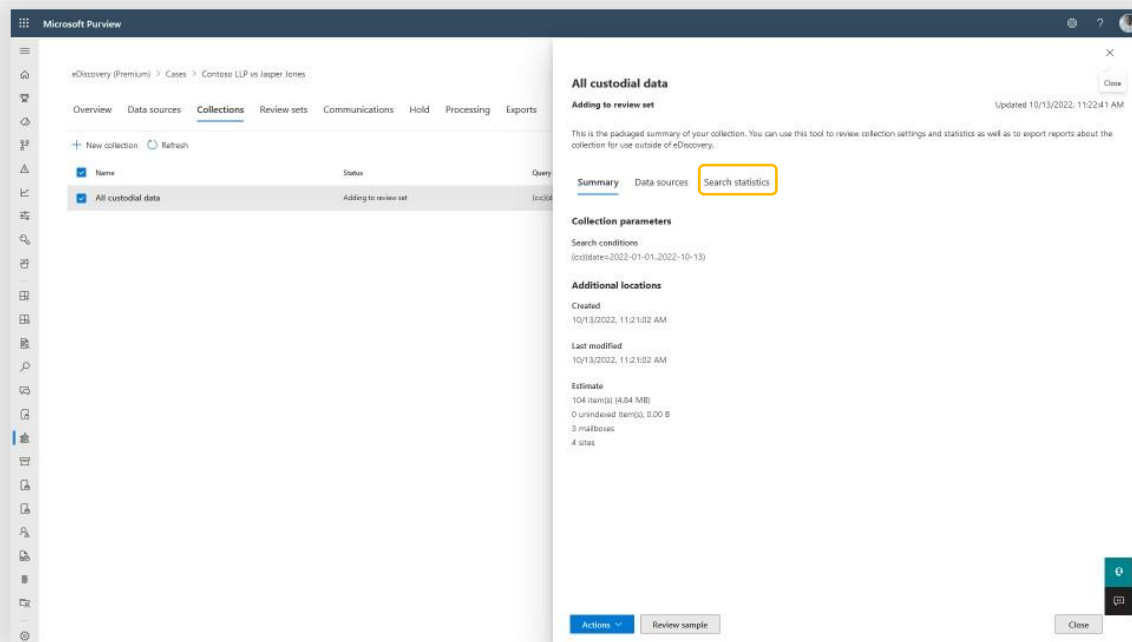 Microsoft Purview
?
eDiscovery (Premium) > Cases > Contoso LLP vs Jasper Jones
Overview Data sources Collections Review sets Communications Hold Processing Exports
+ New collection Refresh
Name Status Query
All custodial data Adding to review set
All custodial data
Close
Adding to review set Updated 10/13/2022, 11:22:41 AM
This is the packaged summary of your collection. You can use this tool to review collection settings and statistics as well as to export reports about the
collection for use outside of eDiscovery.
Summary Data sources Search statistics
Collection parameters
Search conditions
(c:c)(date=2022-01-01..2022-10-13)
Additional locations
Created
10/13/2022, 11:21:02 AM
Last modified
10/13/2022, 11:21:02 AM
Estimate
104 item(s) (4.84 MB)
0 unindexed item(s), 0.00 B
3 mailboxes
4 sites
Actions Review sample Close